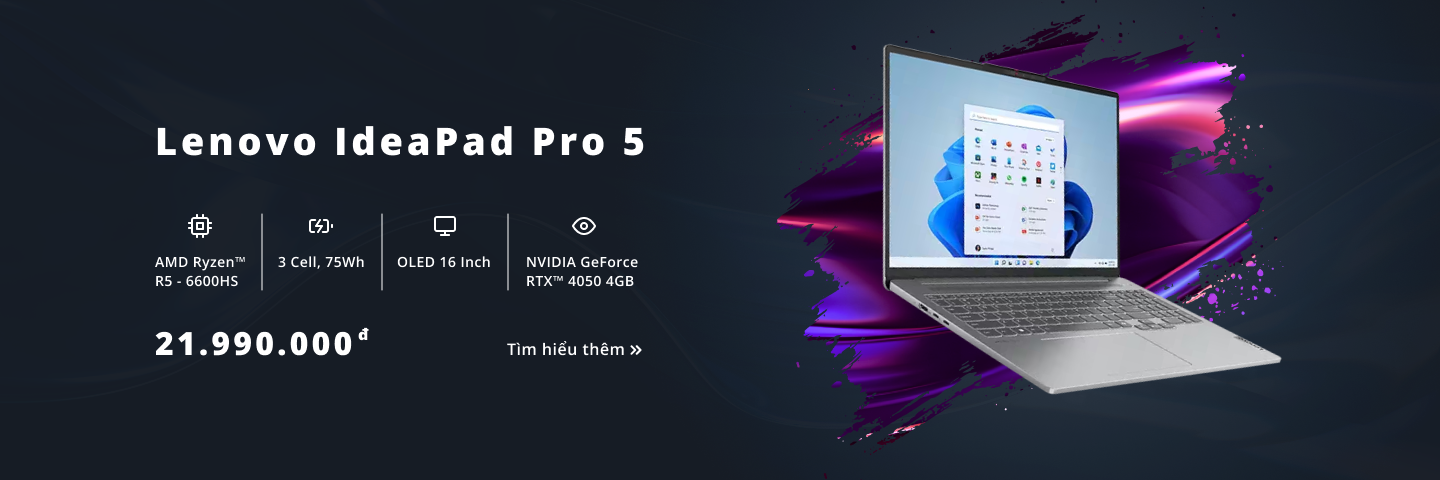 Lenovo IdeaPad Pro 5
AMD Ryzen™
R5 - 6600HS
3 Cell, 75Wh
OLED 16 Inch
NVIDIA GeForce
RTX™ 4050 4GB
21.990.000đ
Tìm hiểu thêm »